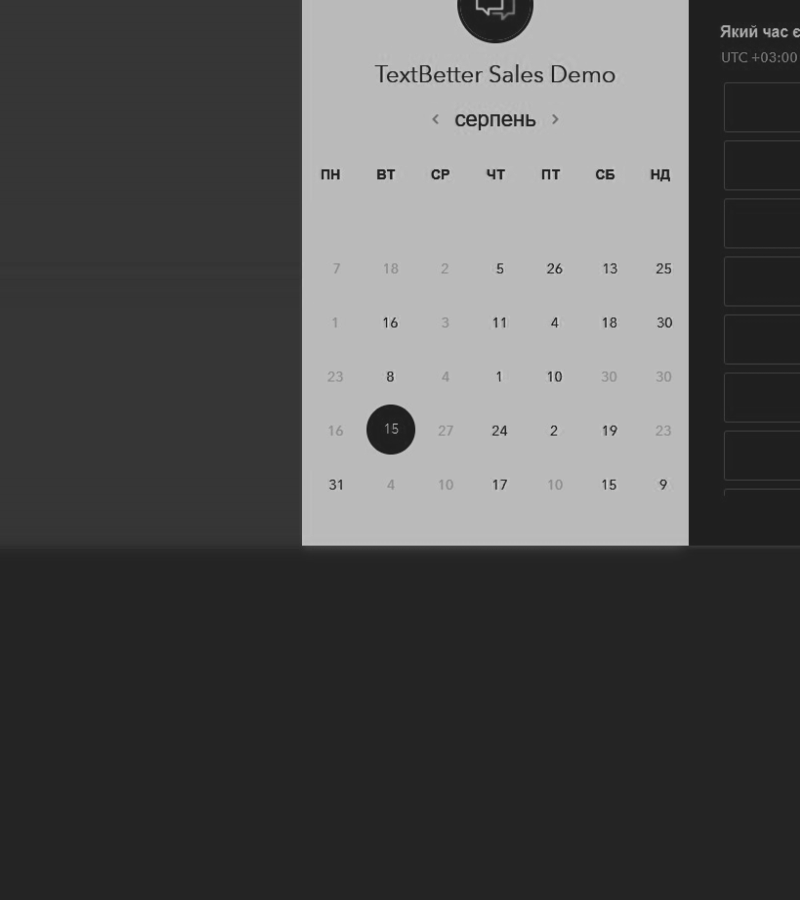 TextBetter Sales Demo
< серпень >
ПН ВТ СР ЧТ ПТ СБ НД
7 18 2 5 26 13 25
1 16 3 11 4 18 30
23 8 4 1 10 30 30
16 15 27 24 2 19 23
31 4 10 17 10 15 9
Який час є
UTC +03:00